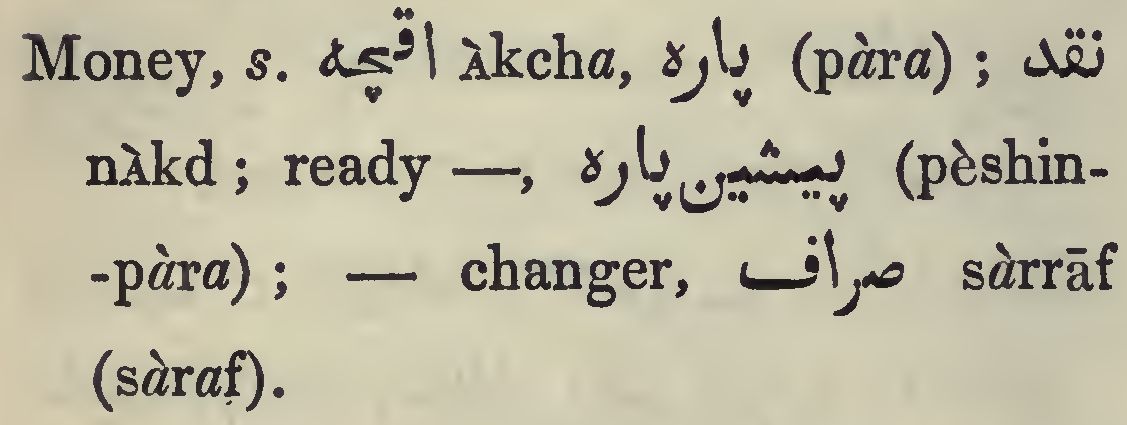 Money, s. اقچه Àkcha, پاره (pàra) ; نقد
nÀkd ; ready —, پیشین پاره (pèshin-
-pàra) ; — changer, صراف sàrrāf
(sàraf).